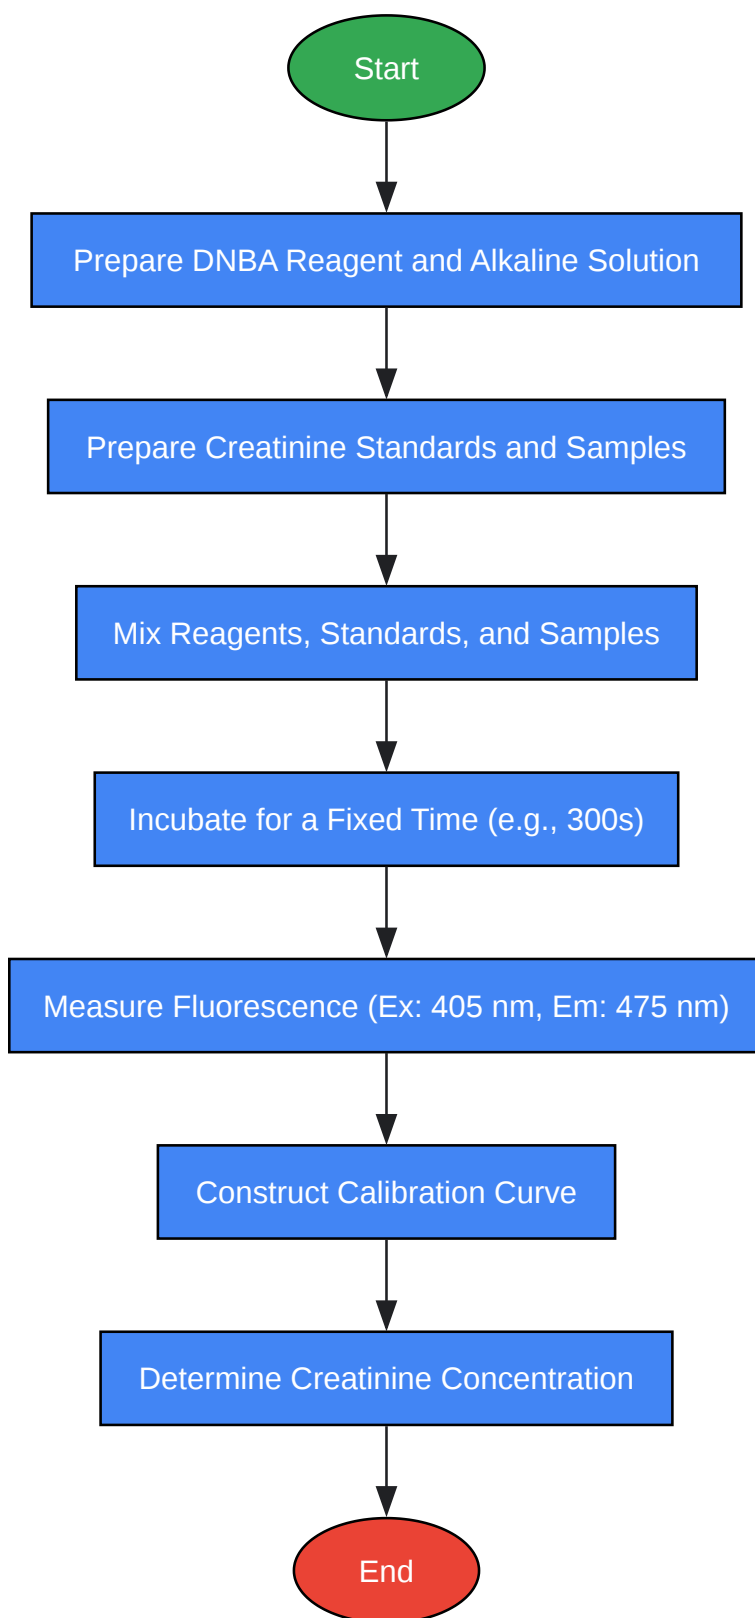 Start
Prepare DNBA Reagent and Alkaline Solution
Prepare Creatinine Standards and Samples
Mix Reagents, Standards, and Samples
Incubate for a Fixed Time (e.g., 300s)
Measure Fluorescence (Ex: 405 nm, Em: 475 nm)
Construct Calibration Curve
Determine Creatinine Concentration
End